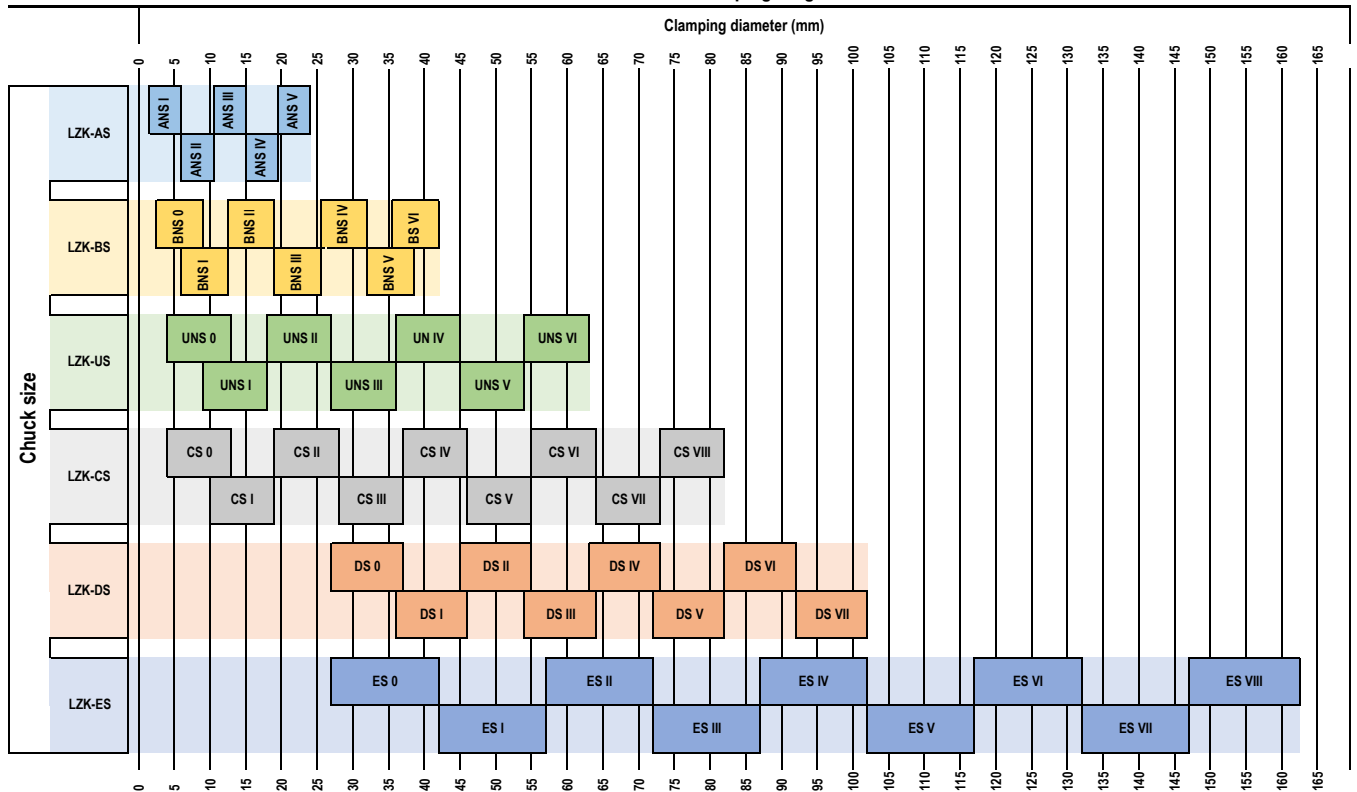 Clamping diameter (mm)
0 5 10 15 20 25 30 35 40 45 50 55 60 65 70 75 80 85 90 95 100 105 110 115 120 125 130 135 140 145 150 155 160 165
Chuck size
LZK-AS
ANS I ANS III ANS V
ANS II ANS IV
LZK-BS
BNS 0 BNS II BNS IV BS VI
BNS I BNS III BNS V
LZK-US
UNS 0 UNS II UN IV UNS VI
UNS I UNS III UNS V
LZK-CS
CS 0 CS II CS IV CS VI CS VIII
CS I CS III CS V CS VII
LZK-DS
DS 0 DS II DS IV DS VI
DS I DS III DS V DS VII
LZK-ES
ES 0 ES II ES IV ES VI ES VIII
ES I ES III ES V ES VII
0 5 10 15 20 25 30 35 40 45 50 55 60 65 70 75 80 85 90 95 100 105 110 115 120 125 130 135 140 145 150 155 160 165